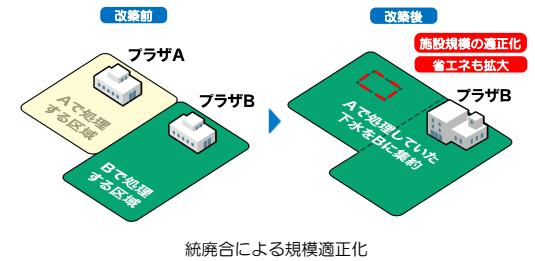 改築前
プラザA
Aで処理
する区域
プラザB
Bで処理
する区域
改築後
施設規模の適正化
省エネも拡大
プラザB
Aで処理していた
下水をBに集約
統廃合による規模適正化